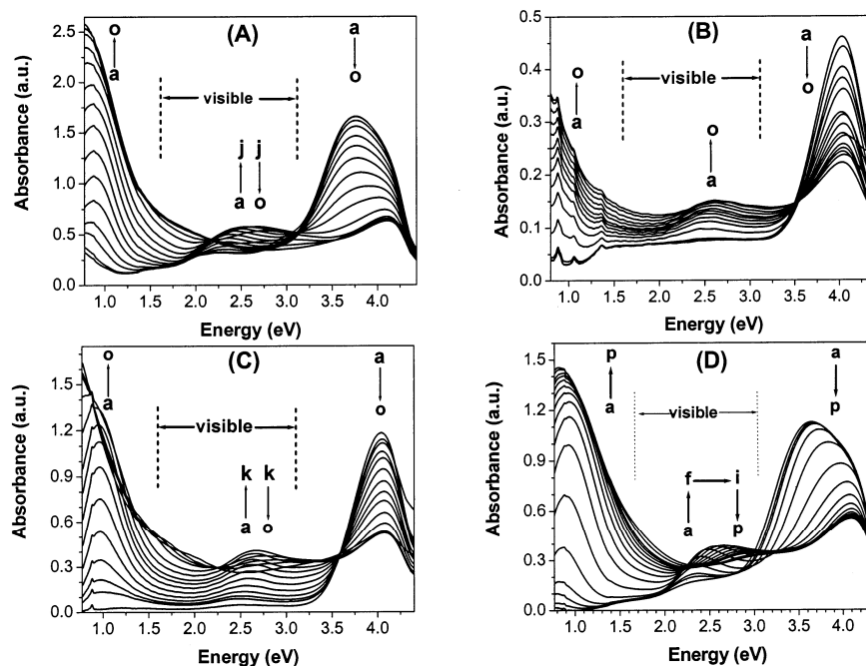 (A)
2.5
2.0
1.5
1.0
0.5
0.0
Absorbance (a.u.)
o
a
visible
j j
a o
a
o
1.0 1.5 2.0 2.5 3.0 3.5 4.0
Energy (eV)
(B)
0.5
0.4
0.3
0.2
0.1
0.0
Absorbance (a.u.)
o
a
visible
o
a
a
o
1.0 1.5 2.0 2.5 3.0 3.5 4.0
Energy (eV)
(C)
1.5
1.2
0.9
0.6
0.3
0.0
Absorbance (a.u.)
o
a
visible
k k
a o
a
o
1.0 1.5 2.0 2.5 3.0 3.5 4.0
Energy (eV)
(D)
1.5
1.2
0.9
0.6
0.3
0.0
Absorbance (a.u.)
p
a
visible
f i
a p
a
p
1.0 1.5 2.0 2.5 3.0 3.5 4.0
Energy (eV)